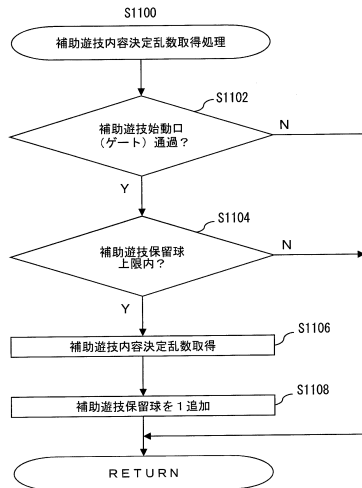 S1100
補助遊技内容決定乱数取得処理
S1102
補助遊技始動口
(ゲート)通過?
N
Y
S1104
補助遊技保留球
上限内?
N
Y
S1106
補助遊技内容決定乱数取得
S1108
補助遊技保留球を1追加
RETURN